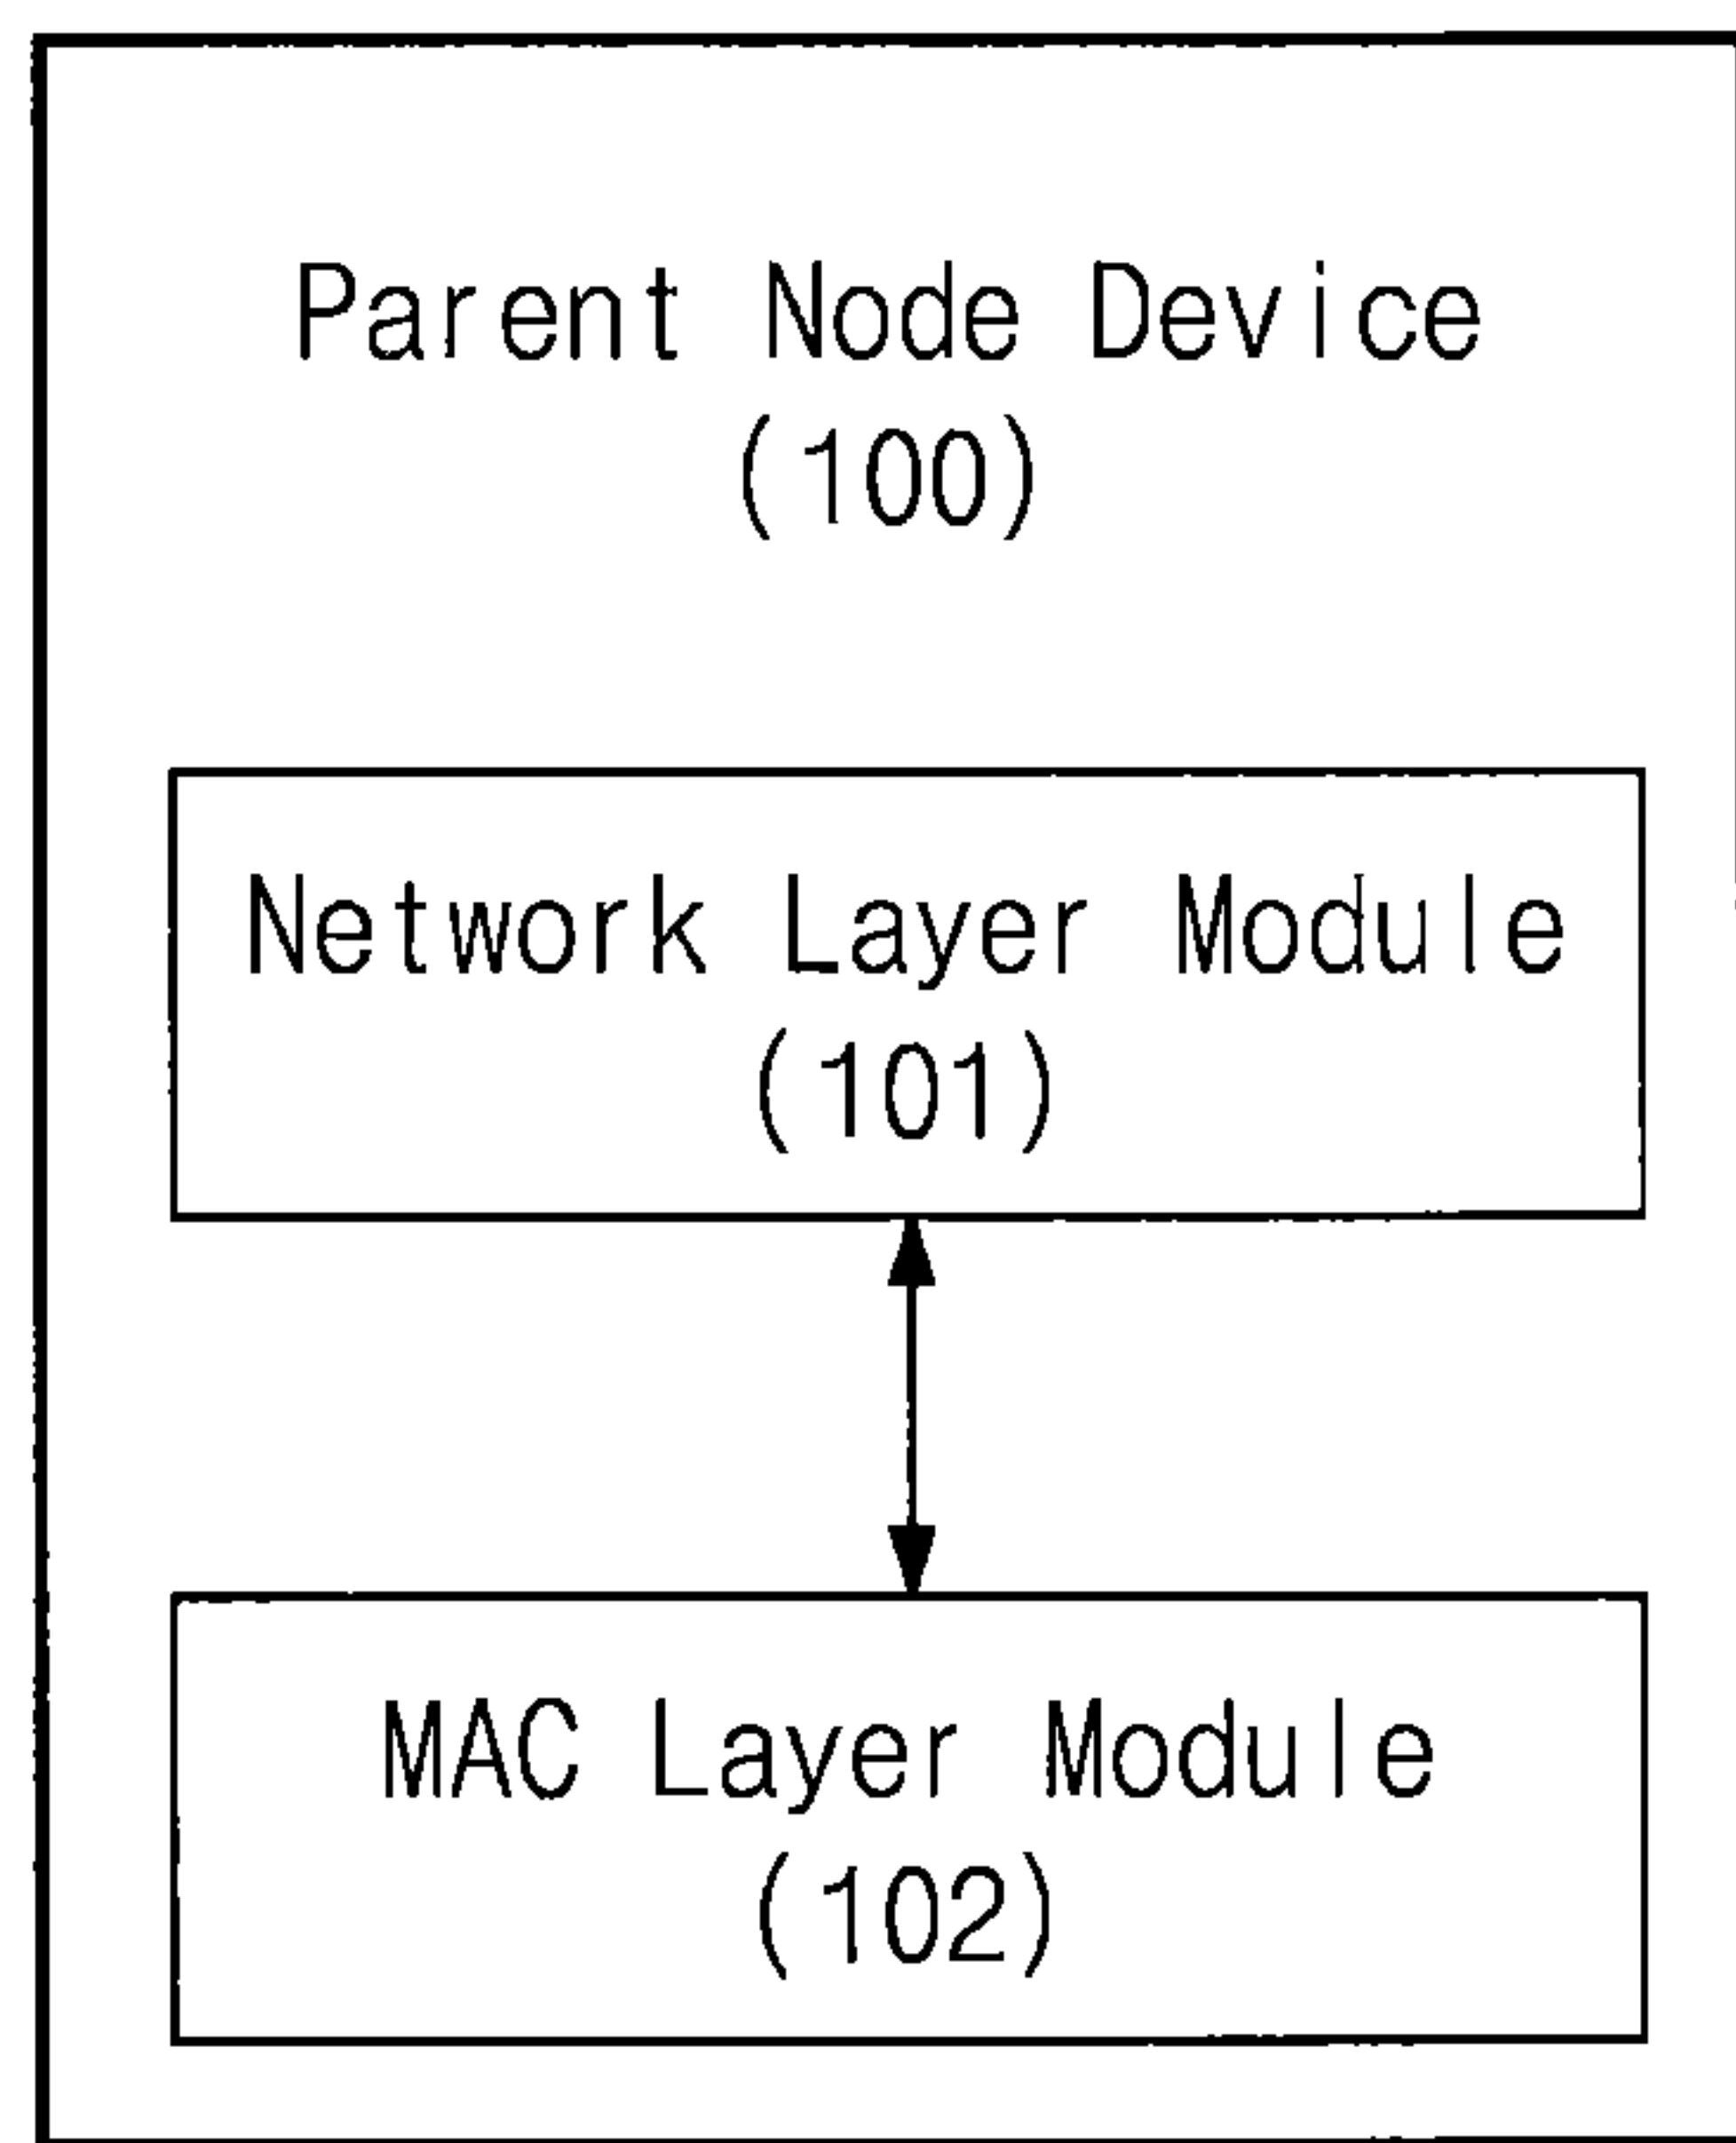 Parent Node Device
(100)
Network Layer Module
(101)
MAC Layer Module
(102)